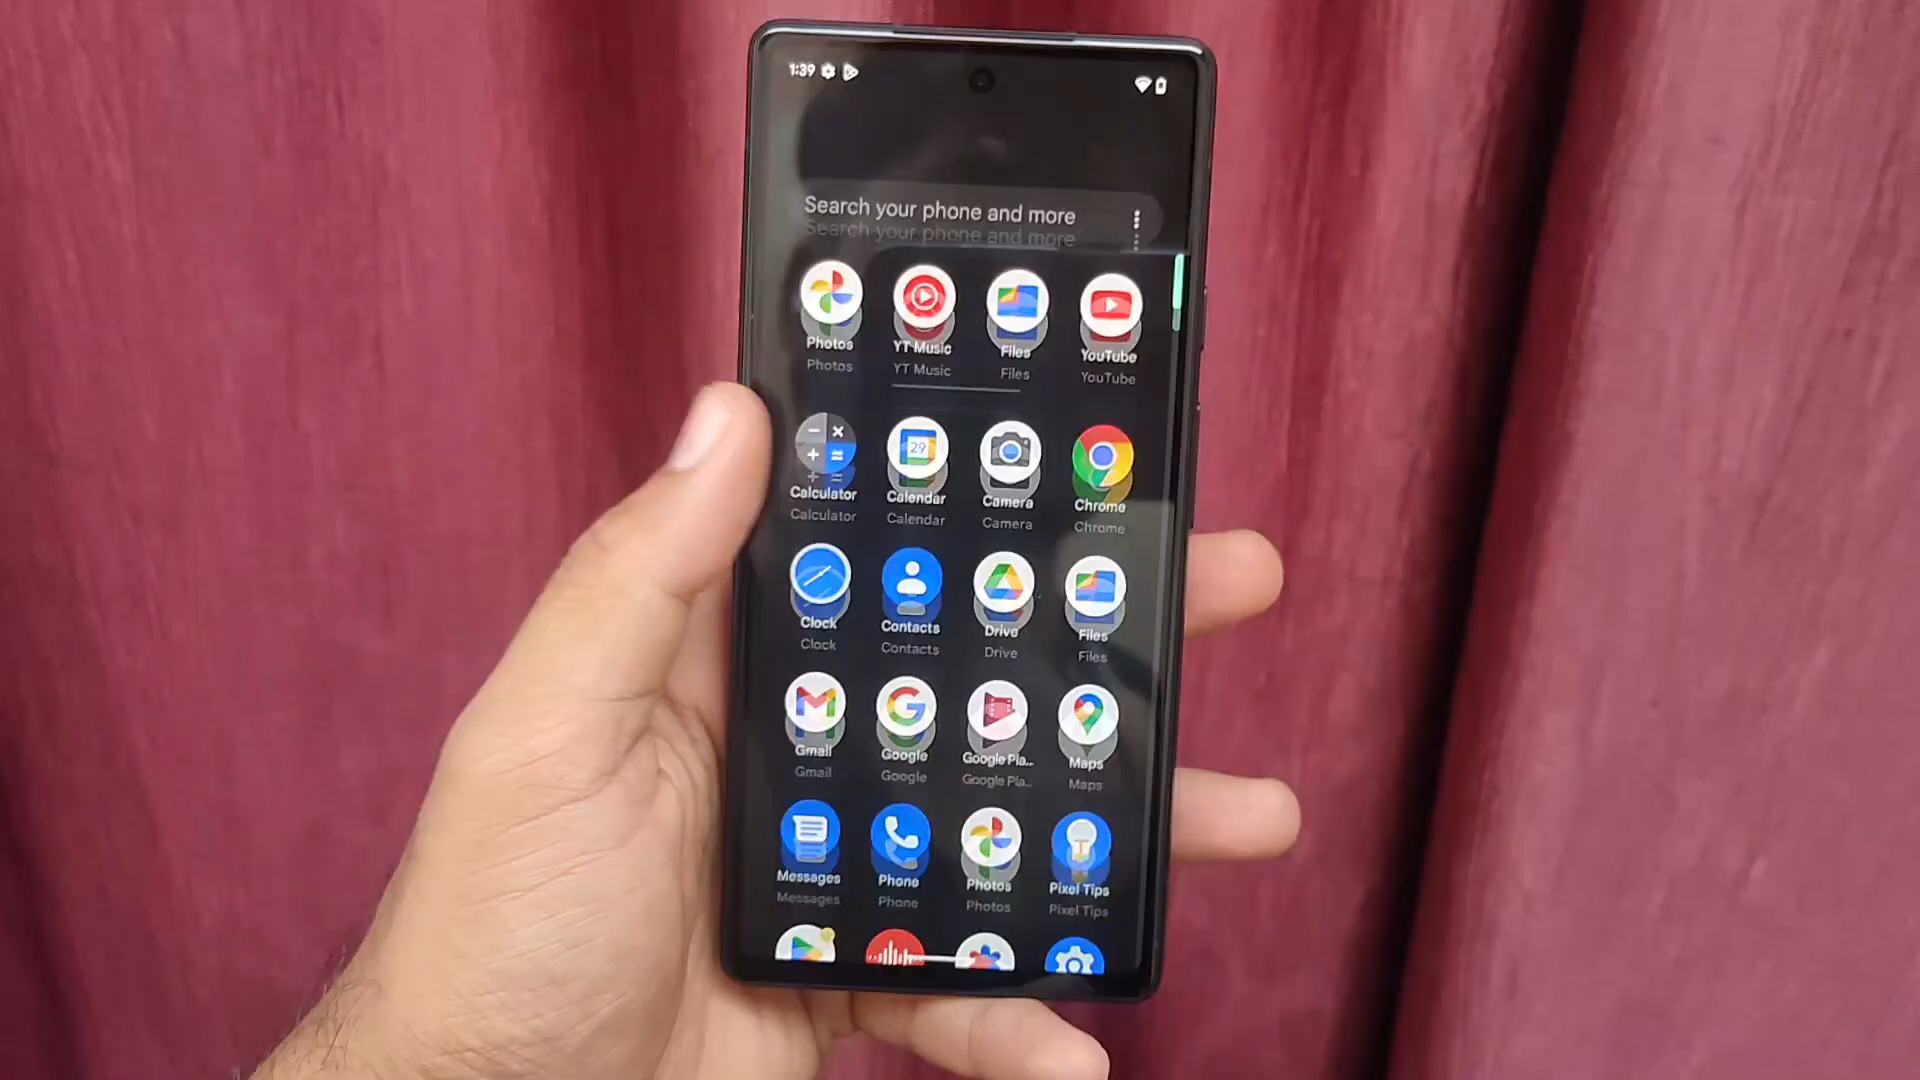 1:39
Search your phone and more
Search your phone and more
Photos YT Music Files YouTube
Photos YT Music Files YouTube
29
Calculator Calendar Camera Chrome
Calculator Calendar Camera Chrome
Clock Contacts Drive Files
Clock Contacts Drive Files
Gmail Google Google Pla... Maps
Gmail Google Google Pla... Maps
Messages Phone Photos Pixel Tips
Messages Phone Photos Pixel Tips